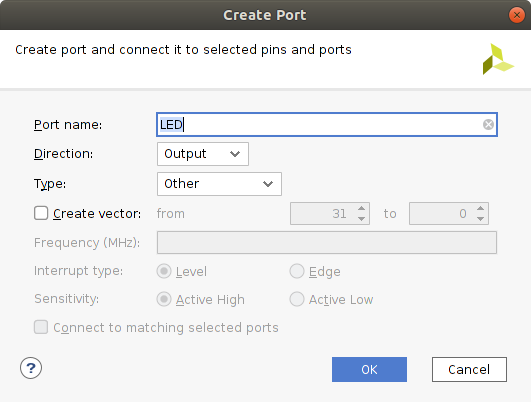 Create Port
Create port and connect it to selected pins and ports
Port name: LED
Direction: Output
Type: Other
Create vector: from 31 to 0
Frequency (MHz):
Interrupt type: Level Edge
Sensitivity: Active High Active Low
Connect to matching selected ports
? OK Cancel